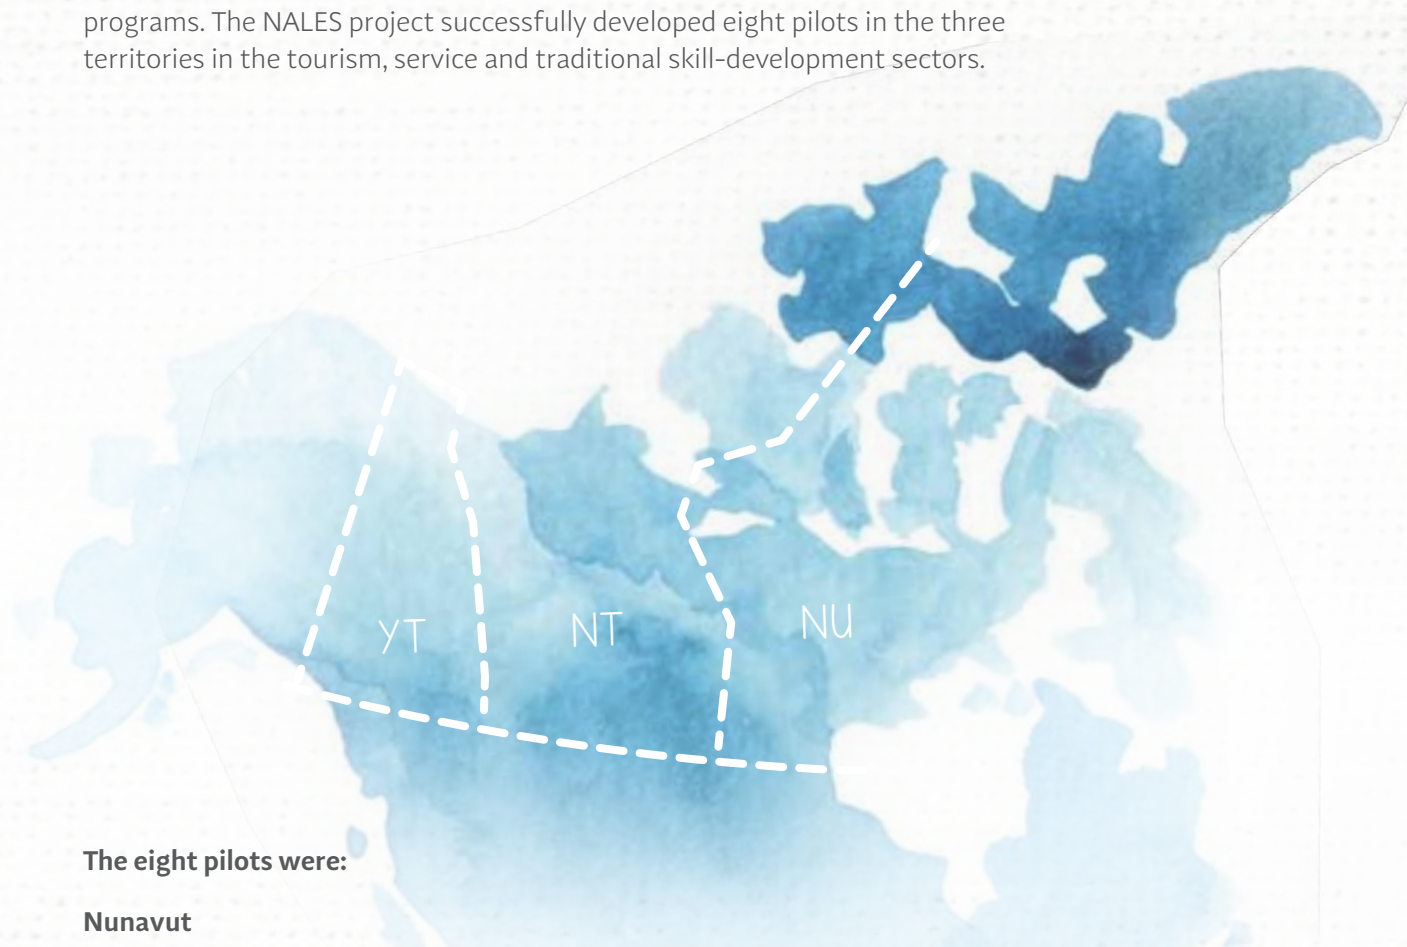 programs. The NALES project successfully developed eight pilots in the three
territories in the tourism, service and traditional skill-development sectors.
YT
NT
NU
The eight pilots were:
Nunavut